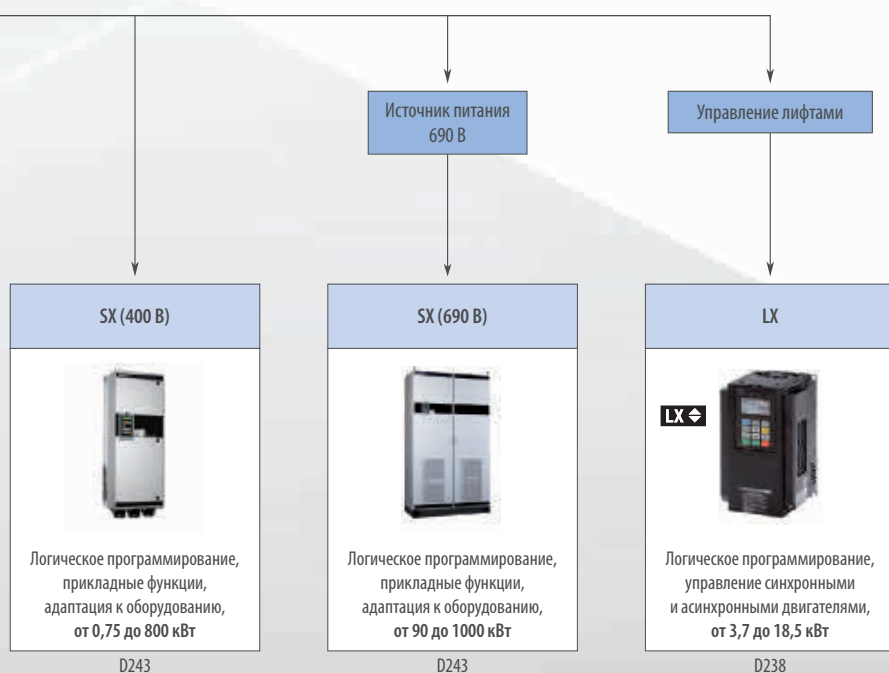 Источник питания
690 В
Управление лифтами
SX (400 В)
SX (690 В)
LX
LX
Логическое программирование,
прикладные функции,
адаптация к оборудованию,
от 0,75 до 800 кВт
Логическое программирование,
прикладные функции,
адаптация к оборудованию,
от 90 до 1000 кВт
Логическое программирование,
управление синхронными
и асинхронными двигателями,
от 3,7 до 18,5 кВт
D243
D243
D238